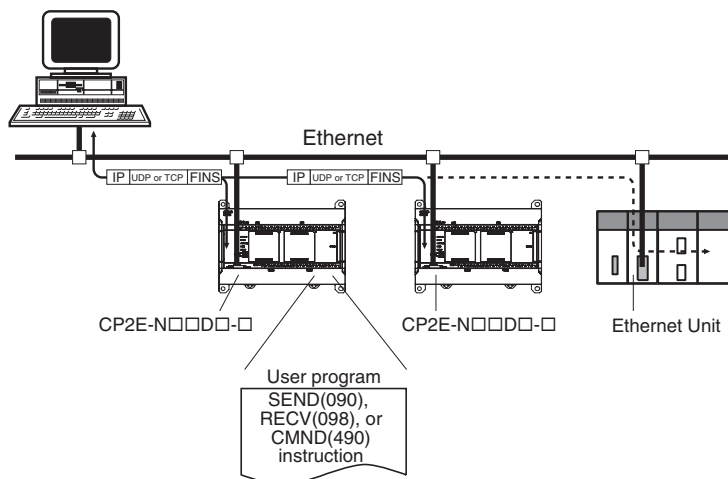 Ethernet
IP UDP or TCP FINS
IP UDP or TCP FINS
CP2E-N□□D□-□
CP2E-N□□D□-□
Ethernet Unit
User program
SEND(090),
RECV(098), or
CMND(490)
instruction